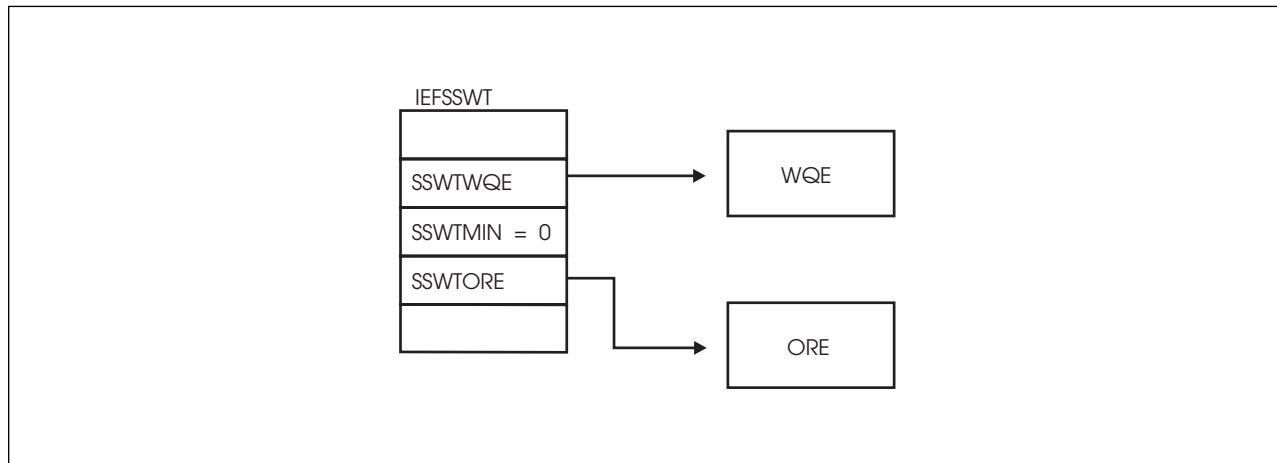 IEFSSWT
SSWTWQE
WQE
SSWTMIN = 0
SSWTORE
ORE